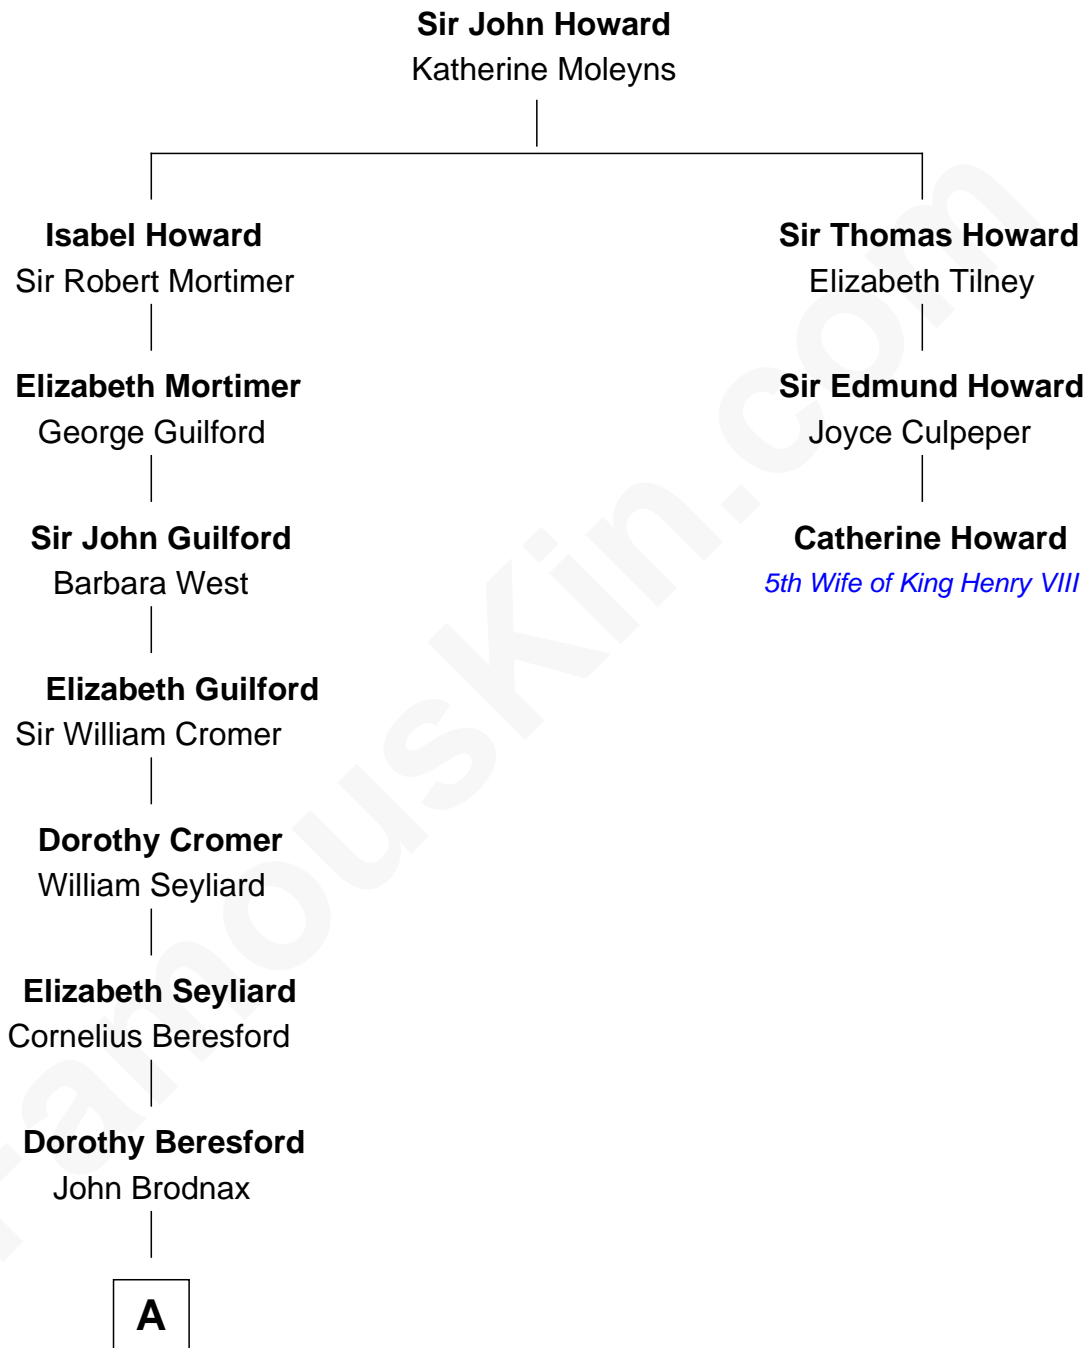 Sir John Howard
Katherine Moleyns
Isabel Howard
Sir Robert Mortimer
Sir Thomas Howard
Elizabeth Tilney
Elizabeth Mortimer
George Guilford
Sir Edmund Howard
Joyce Culpeper
Sir John Guilford
Barbara West
Catherine Howard
5th Wife of King Henry VIII
Elizabeth Guilford
Sir William Cromer
Dorothy Cromer
William Seyliard
Elizabeth Seyliard
Cornelius Beresford
Dorothy Beresford
John Brodnax
A
FamousKin.com